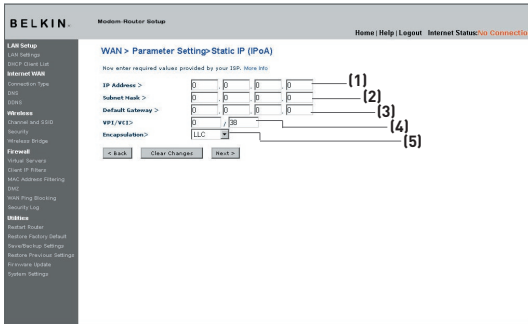 BELKIN™
Modem-Router Setup
Home | Help | Logout Internet Status:No Connectio
LAN Setup
LAN Settings
DHCP Client List
Internet WAN
Connection Type
DNS
DDNS
Wireless
Channel and SSID
Security
Wireless Bridge
Firewall
Virtual Servers
Client IP Filters
MAC Address Filtering
DMZ
WAN Ping Blocking
Security Log
Utilities
Restart Router
Restore Factory Default
Save/Backup Settings
Restore Previous Settings
Firmware Update
System Settings
WAN > Parameter Setting>Static IP (IPoA)
Now enter required values provided by your ISP. More Info
IP Address > 0 . 0 . 0 . 0 (1)
Subnet Mask > 0 . 0 . 0 . 0 (2)
Default Gateway > 0 . 0 . 0 . 0 (3)
VPI/VCI> 0 / 38 (4)
Encapsulation> LLC (5)
< Back Clear Changes Next >